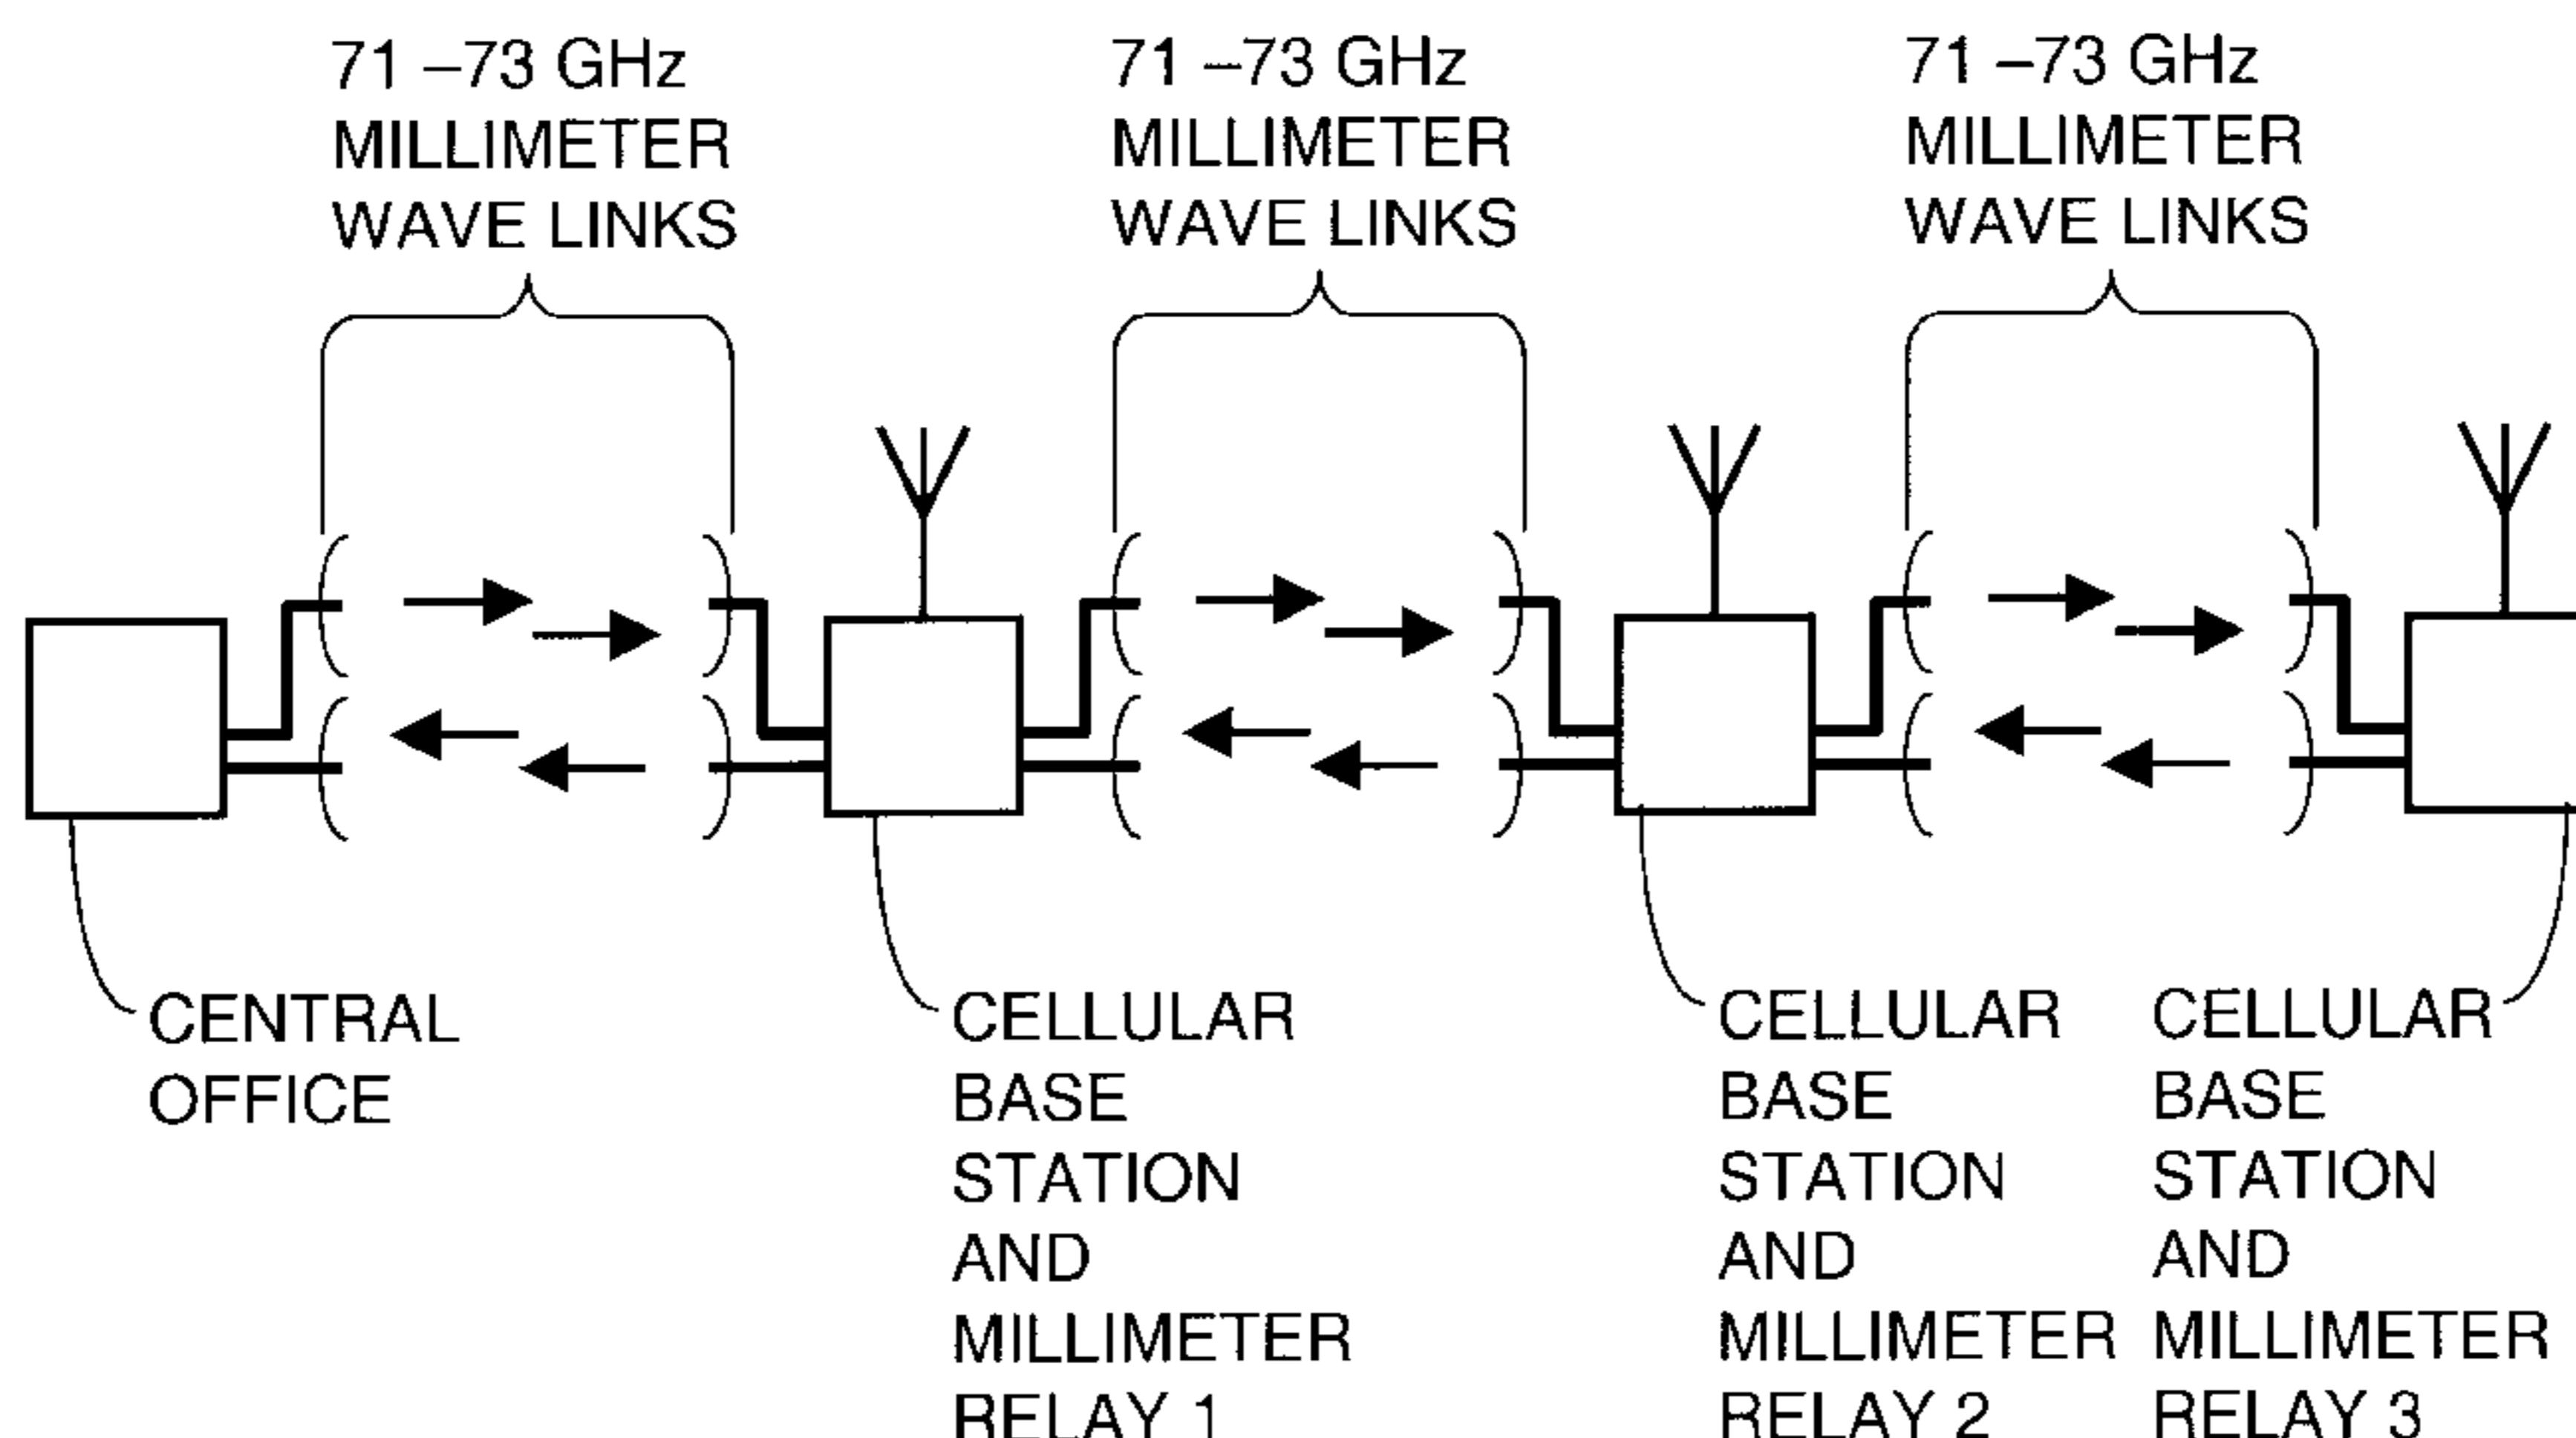 71 –73 GHz
MILLIMETER
WAVE LINKS
71 –73 GHz
MILLIMETER
WAVE LINKS
71 –73 GHz
MILLIMETER
WAVE LINKS
CENTRAL
OFFICE
CELLULAR
BASE
STATION
AND
MILLIMETER
RELAY 1
CELLULAR
BASE
STATION
AND
MILLIMETER
RELAY 2
CELLULAR
BASE
STATION
AND
MILLIMETER
RELAY 3